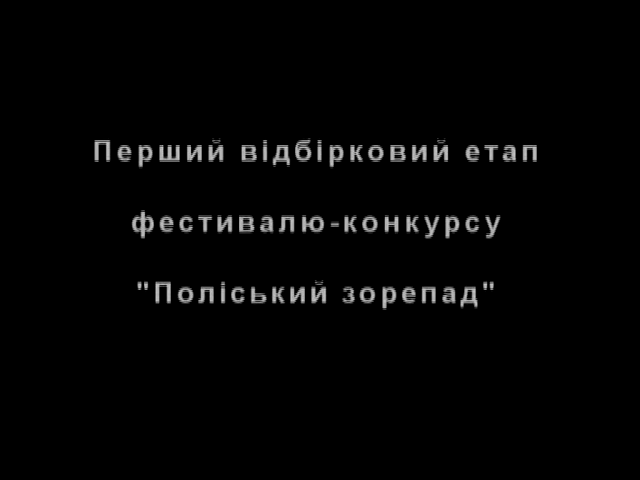 Перший відбірковий етап
фестивалю-конкурсу
"Поліський зорепад"